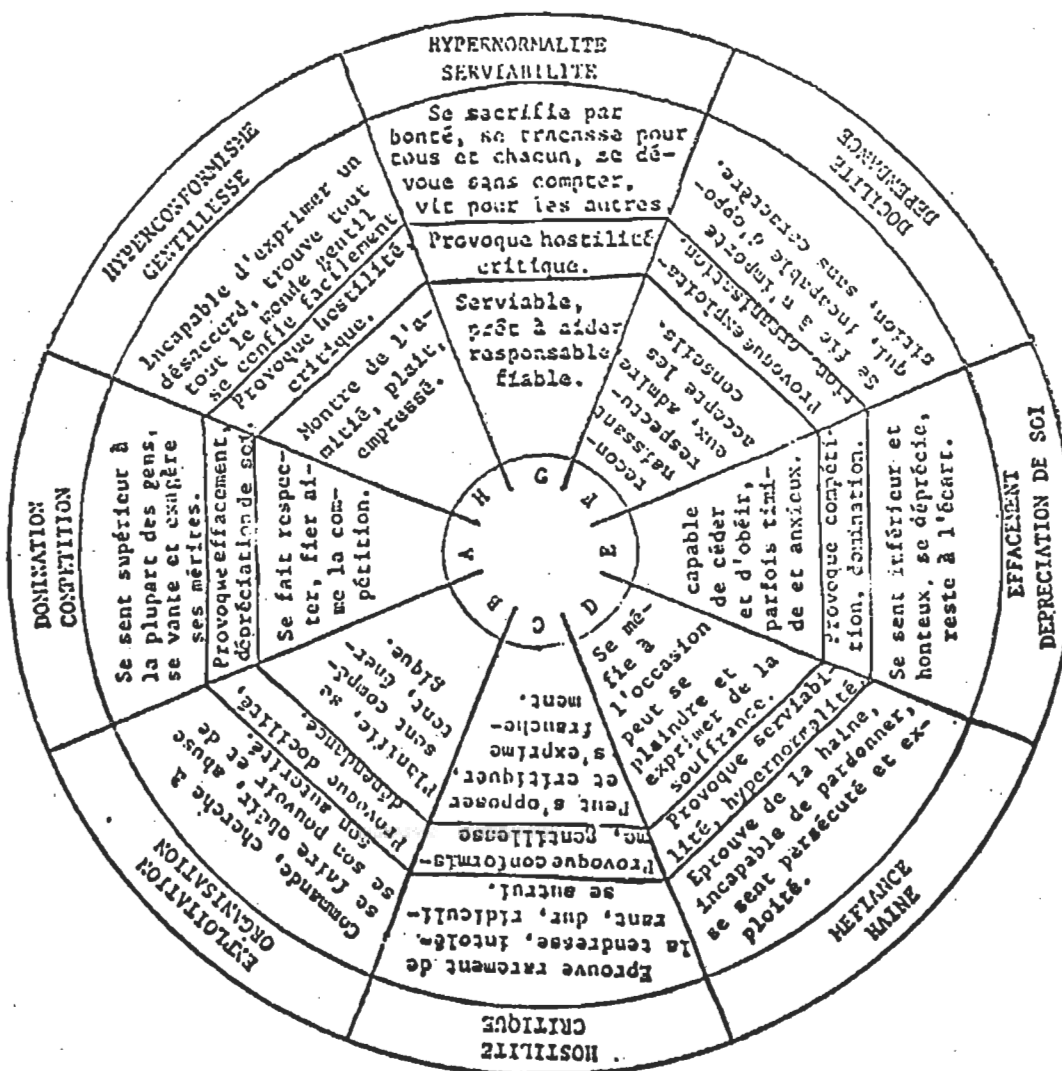 HYPERNORMALITE
SERVIABILITE
Se sacrifie par
bonté, se tracasse pour
tous et chacun, se dé-
voue sans compter,
vit pour les autres.
Provoque hostilité
critique.
Serviable,
prêt à aider
responsable
fiable.
G
DEPENDANCE
DOCILITE
se fie à n'importe
qui, incapable d'oppo-
sition, sans caractère.
Provoque exploita-
tion, organisation.
recon-
naissant
respectu-
eux, admire
accepte les
conseils.
F
EFFACEMENT
DEPRECIATION DE SOI
Se sent inférieur et
honteux, se déprécie,
reste à l'écart.
Provoque compéti-
tion, domination.
capable
de céder
et d'obéir,
parfois timi-
de et anxieux.
E
MEFIANCE
HAINE
Eprouve de la haine,
incapable de pardonner,
se sent persécuté et ex-
ploité.
Provoque serviabi-
lité, hypernormalité.
Se mé-
fie à
l'occasion
peut se
plaindre et
exprimer de la
souffrance.
D
HOSTILITE
CRITIQUE
Eprouve rarement de
la tendresse, intolé-
rant, dur, ridiculi-
se autrui.
Provoque conformis-
me, gentillesse
Peut s'opposer
et critiquer,
s'exprime
franche-
ment.
C
EXPLOITATION
ORGANISATION
Commande, cherche à
se faire obéir, abuse
son pouvoir et de
son autorité.
Provoque docilité,
dépendance.
Planifie, se
sent compé-
tent, éner-
gique.
B
DOMINATION
COMPETITION
Se sent supérieur à
la plupart des gens,
se vante et exagère
ses mérites.
Provoque effacement,
dépréciation de soi.
Se fait respec-
ter, fier ai-
me la com-
pétition.
A
HYPERCONFORMISME
GENTILLESSE
Incapable d'exprimer un
désaccord, trouve tout
tout le monde gentil
se confie facilement
Provoque hostilité,
critique.
Montre de l'a-
mitié, plait,
empressé.
H